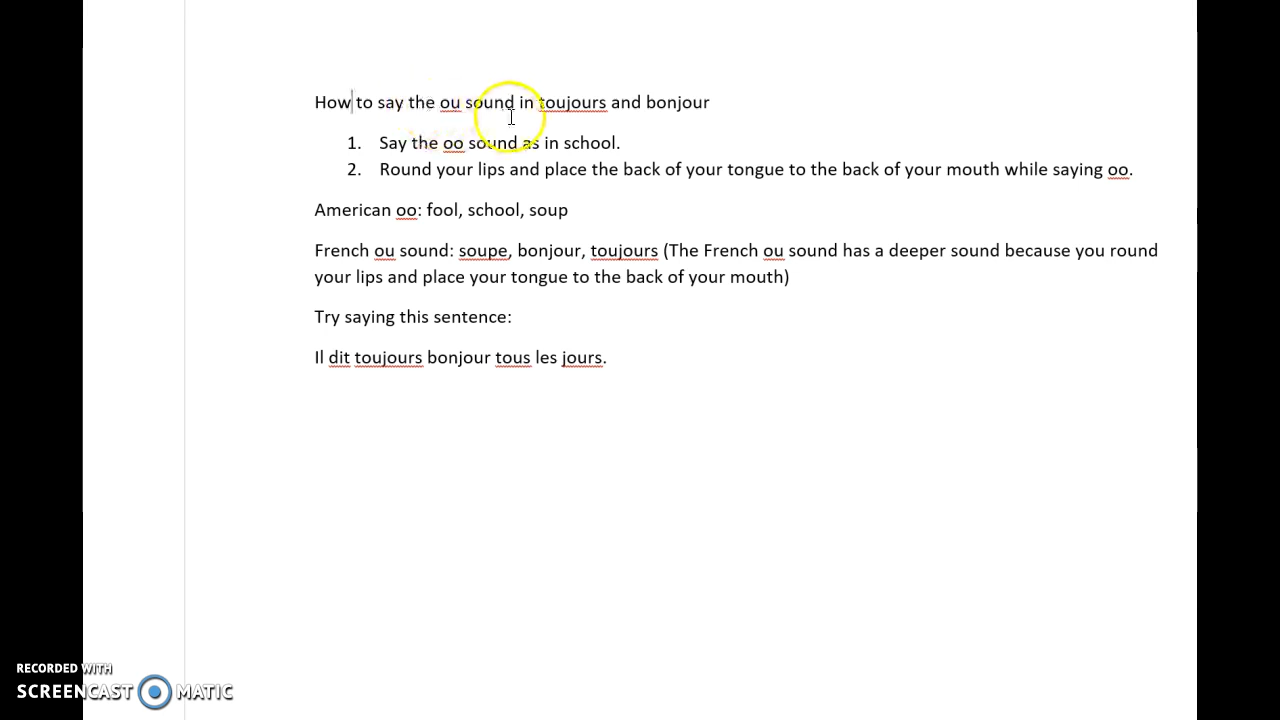 How to say the ou sound in toujours and bonjour
1. Say the oo sound as in school.
2. Round your lips and place the back of your tongue to the back of your mouth while saying oo.
American oo: fool, school, soup
French ou sound: soupe, bonjour, toujours (The French ou sound has a deeper sound because you round
your lips and place your tongue to the back of your mouth)
Try saying this sentence:
Il dit toujours bonjour tous les jours.
RECORDED WITH
SCREENCAST MATIC